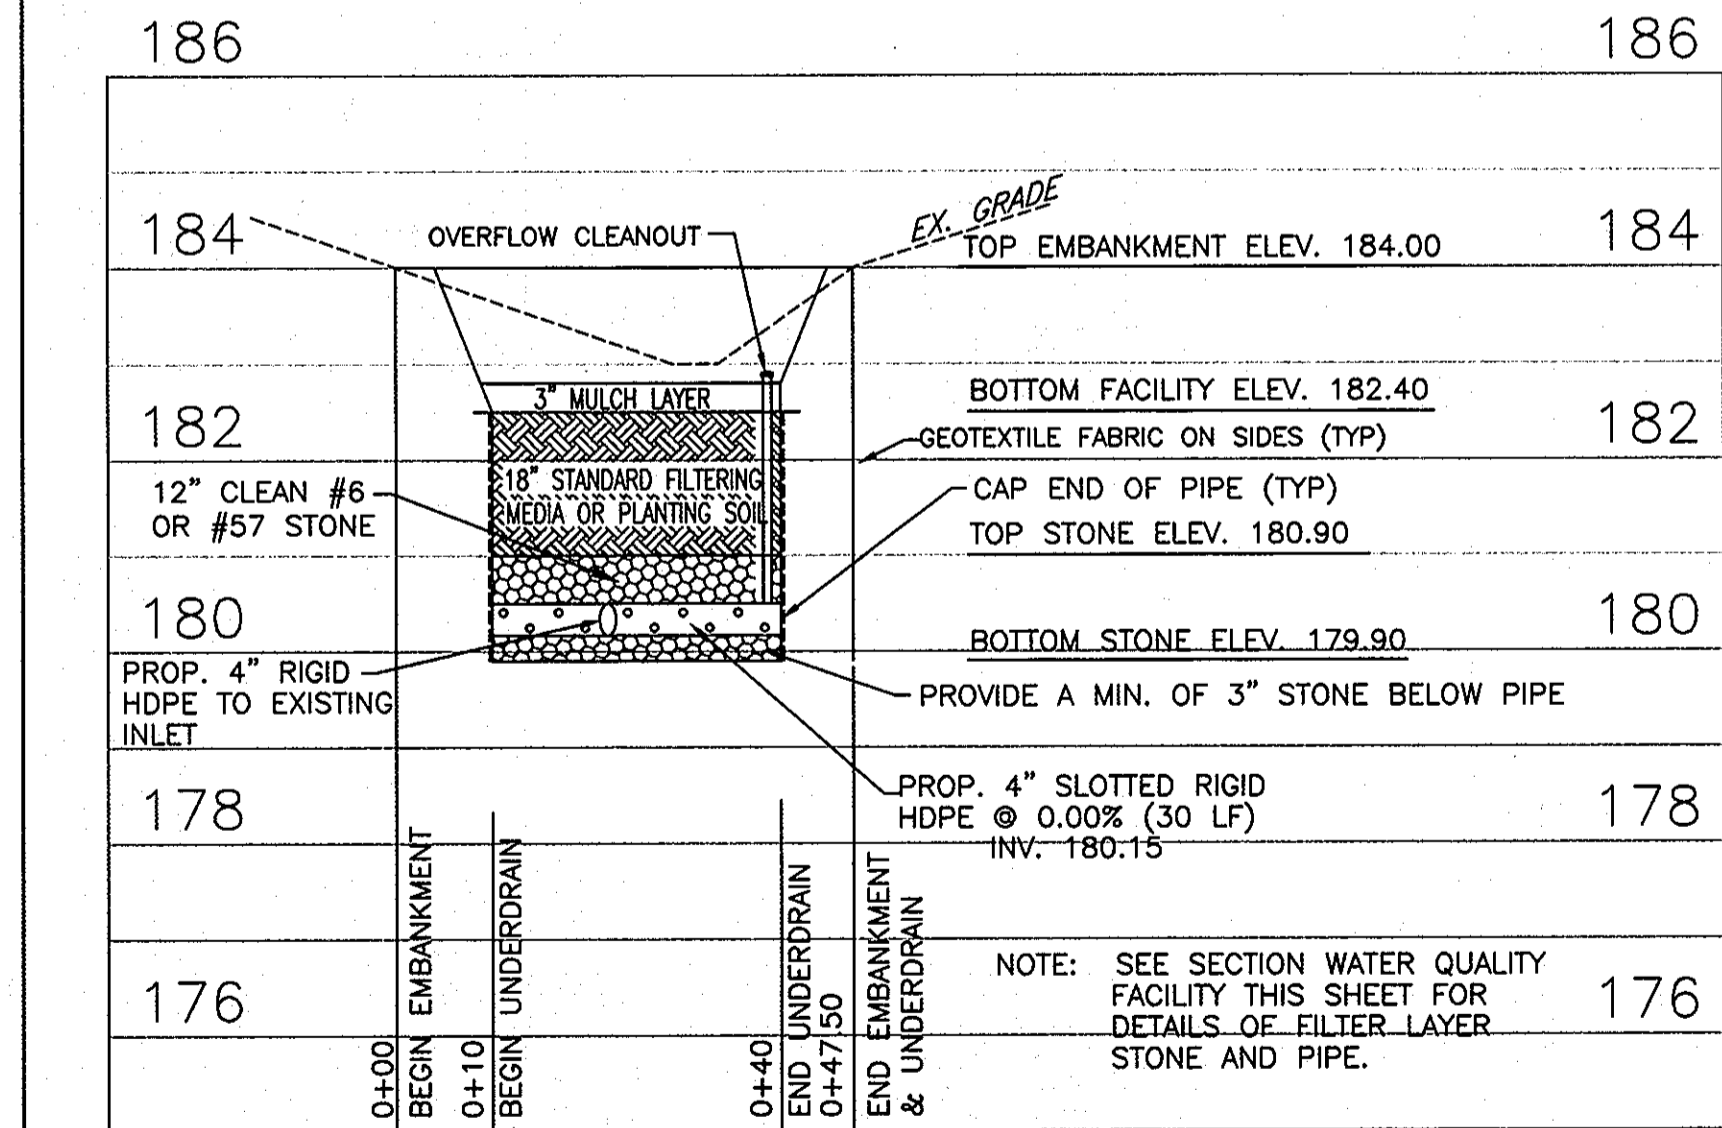 186
186
184
OVERFLOW CLEANOUT
EX. GRADE
TOP EMBANKMENT ELEV. 184.00
184
3" MULCH LAYER
BOTTOM FACILITY ELEV. 182.40
182
GEOTEXTILE FABRIC ON SIDES (TYP)
182
12" CLEAN #6
OR #57 STONE
18" STANDARD FILTERING
MEDIA OR PLANTING SOIL
CAP END OF PIPE (TYP)
TOP STONE ELEV. 180.90
180
BOTTOM STONE ELEV. 179.90
180
PROP. 4" RIGID
HDPE TO EXISTING
INLET
PROVIDE A MIN. OF 3" STONE BELOW PIPE
178
PROP. 4" SLOTTED RIGID
HDPE @ 0.00% (30 LF)
INV. 180.15
178
176
NOTE: SEE SECTION WATER QUALITY
FACILITY THIS SHEET FOR
DETAILS OF FILTER LAYER
STONE AND PIPE.
176
0+00
BEGIN EMBANKMENT
0+10
BEGIN UNDERDRAIN
0+40
END UNDERDRAIN
0+47.50
END EMBANKMENT
& UNDERDRAIN